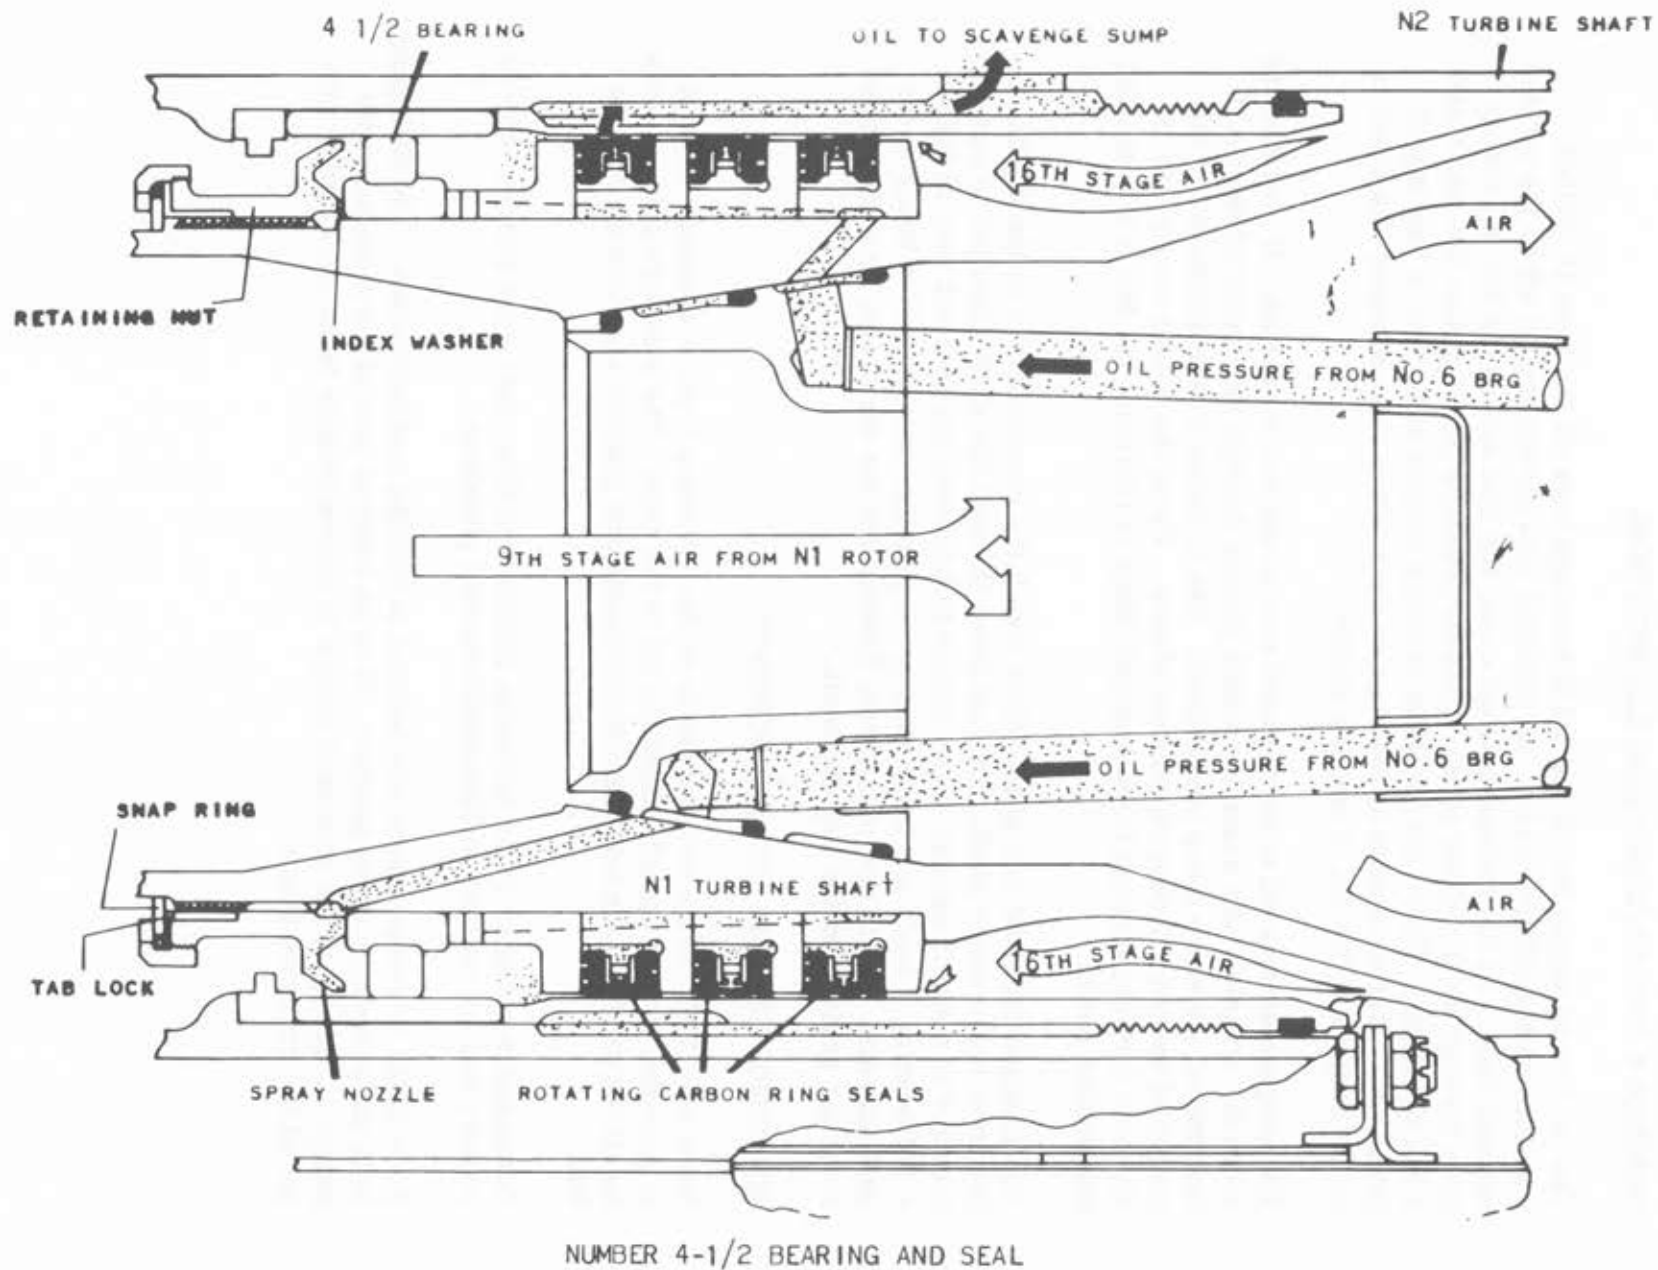 4 1/2 BEARING
OIL TO SCAVENGE SUMP
N2 TURBINE SHAFT
16TH STAGE AIR
AIR
RETAINING NUT
INDEX WASHER
OIL PRESSURE FROM No.6 BRG
9TH STAGE AIR FROM N1 ROTOR
OIL PRESSURE FROM No.6 BRG
SNAP RING
N1 TURBINE SHAFT
AIR
TAB LOCK
16TH STAGE AIR
SPRAY NOZZLE
ROTATING CARBON RING SEALS
NUMBER 4-1/2 BEARING AND SEAL